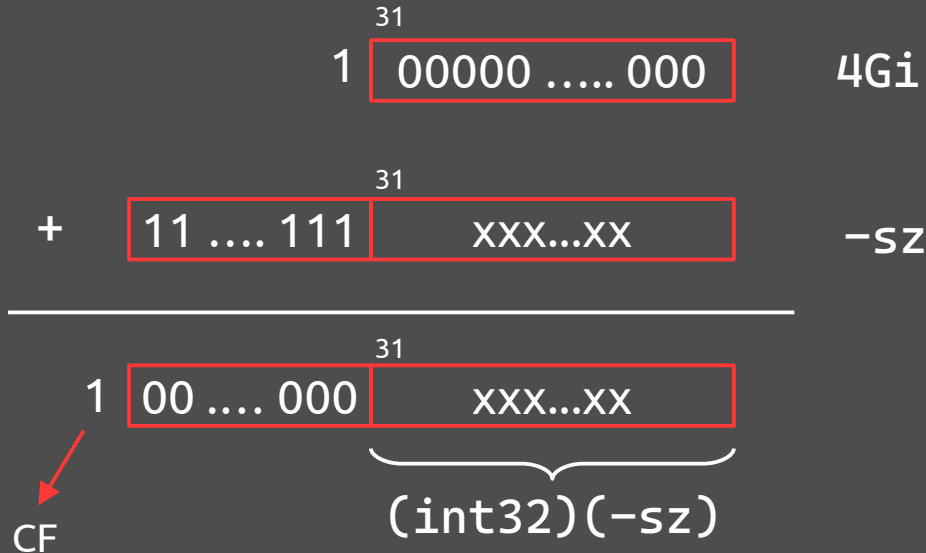 31
1 00000 ..... 000 4Gi
31
+ 11 .... 111 xxx...xx -sz
31
1 00 .... 000 xxx...xx
CF
(int32)(-sz)